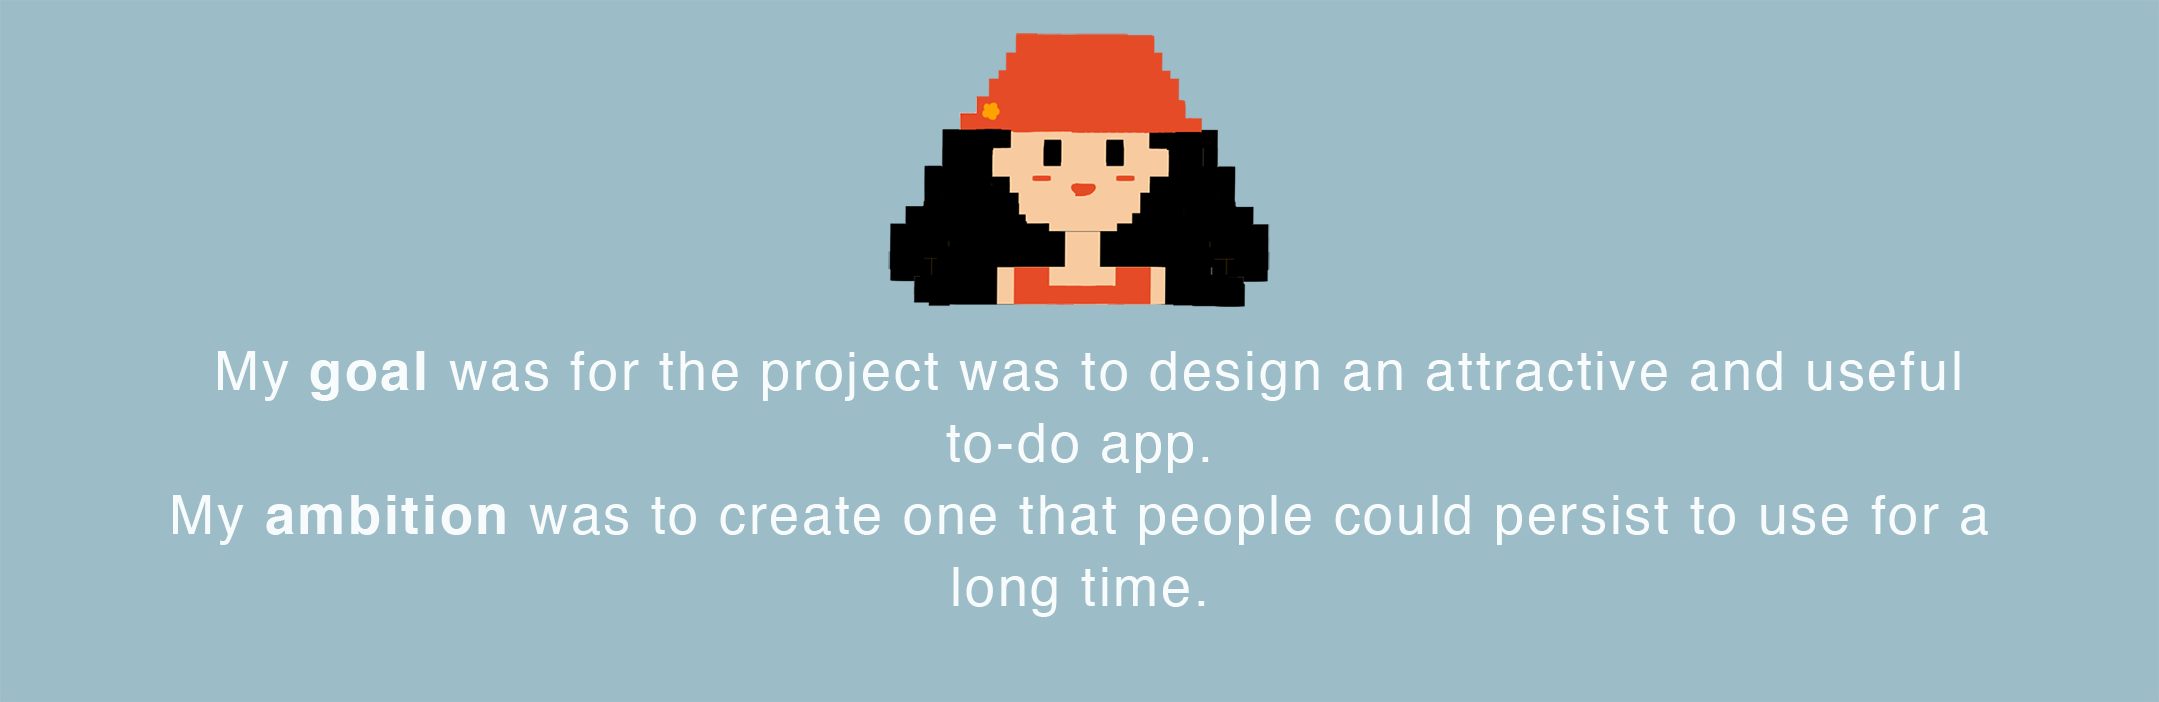 My goal was for the project was to design an attractive and useful
to-do app.
My ambition was to create one that people could persist to use for a
long time.